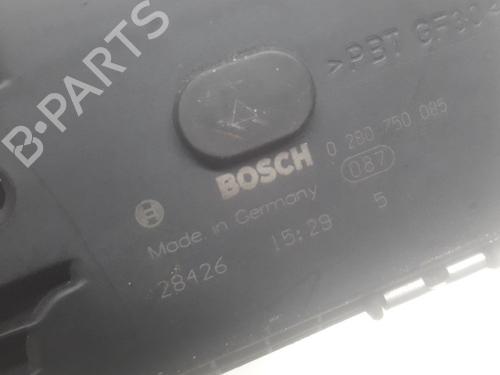 B-PARTS
>PBT GF30
BOSCH 0 280 750 085
087
Made in Germany
28426 15:29 5